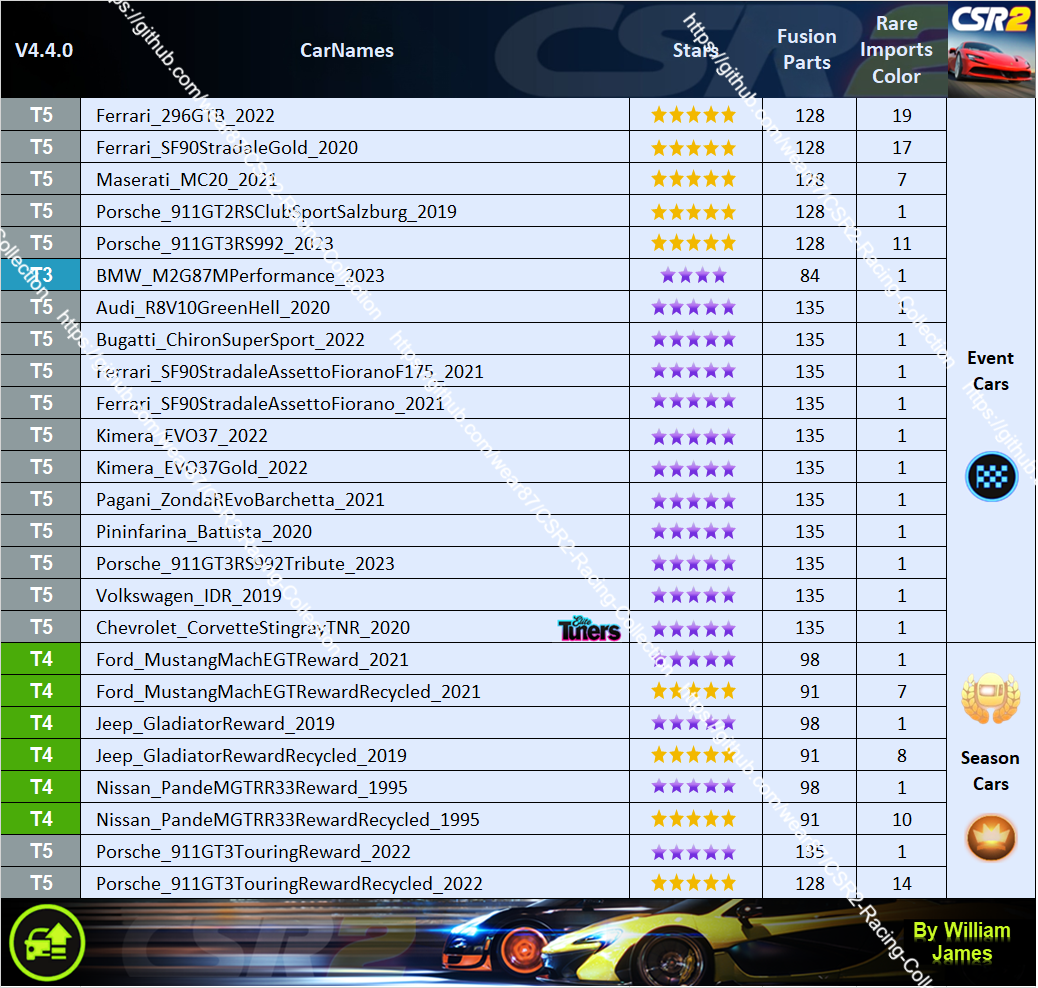 V4.4.0 CarNames Stars Fusion Parts Rare Imports Color CSR2
T5 Ferrari_296GTB_2022 128 19
T5 Ferrari_SF90StradaleGold_2020 128 17
T5 Maserati_MC20_2021 128 7
T5 Porsche_911GT2RSClubSportSalzburg_2019 128 1
T5 Porsche_911GT3RS992_2023 128 11
T3 BMW_M2G87MPerformance_2023 84 1
T5 Audi_R8V10GreenHell_2020 135 1
T5 Bugatti_ChironSuperSport_2022 135 1
T5 Ferrari_SF90StradaleAssettoFioranoF175_2021 135 1
T5 Ferrari_SF90StradaleAssettoFiorano_2021 135 1
T5 Kimera_EVO37_2022 135 1
T5 Kimera_EVO37Gold_2022 135 1
T5 Pagani_ZondaREvoBarchetta_2021 135 1
T5 Pininfarina_Battista_2020 135 1
T5 Porsche_911GT3RS992Tribute_2023 135 1
T5 Volkswagen_IDR_2019 135 1
T5 Chevrolet_CorvetteStingrayTNR_2020 Elite Tuners 135 1
Event
Cars
T4 Ford_MustangMachEGTReward_2021 98 1
T4 Ford_MustangMachEGTRewardRecycled_2021 91 7
T4 Jeep_GladiatorReward_2019 98 1
T4 Jeep_GladiatorRewardRecycled_2019 91 8
T4 Nissan_PandeMGTRR33Reward_1995 98 1
T4 Nissan_PandeMGTRR33RewardRecycled_1995 91 10
T5 Porsche_911GT3TouringReward_2022 135 1
T5 Porsche_911GT3TouringRewardRecycled_2022 128 14
Season
Cars
CSR2
By William
James
https://github.com/wear87/CSR2-Racing-Collection